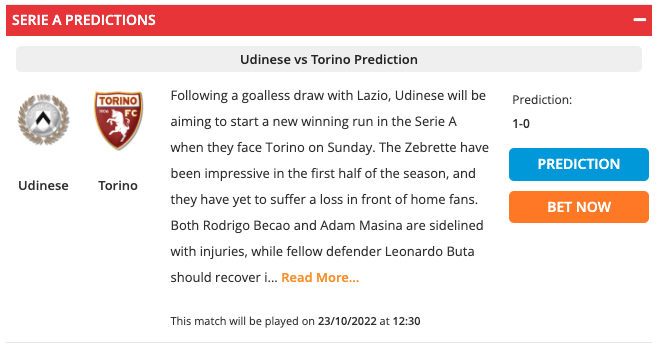 SERIE A PREDICTIONS
Udinese vs Torino Prediction
TORINO
FC
Udinese
Torino
Following a goalless draw with Lazio, Udinese will be
aiming to start a new winning run in the Serie A
when they face Torino on Sunday. The Zebrette have
been impressive in the first half of the season, and
they have yet to suffer a loss in front of home fans.
Both Rodrigo Becao and Adam Masina are sidelined
with injuries, while fellow defender Leonardo Buta
should recover i... Read More...
This match will be played on 23/10/2022 at 12:30
Prediction:
1-0
PREDICTION
BET NOW